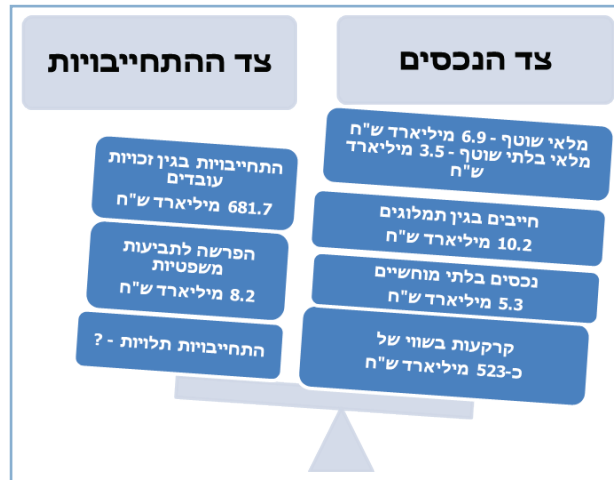 צד הנכסים
מלאי שוטף - 6.9 מיליארד ש"ח
מלאי בלתי שוטף - 3.5 מיליארד
ש"ח
חייבים בגין תמלוגים
10.2 מיליארד ש"ח
נכסים בלתי מוחשיים
5.3 מיליארד ש"ח
קרקעות בשווי של
כ-523 מיליארד ש"ח
צד ההתחייבויות
התחייבויות בגין זכויות
עובדים
681.7 מיליארד ש"ח
הפרשה לתביעות
משפטיות
8.2 מיליארד ש"ח
התחייבויות תלויות - ?